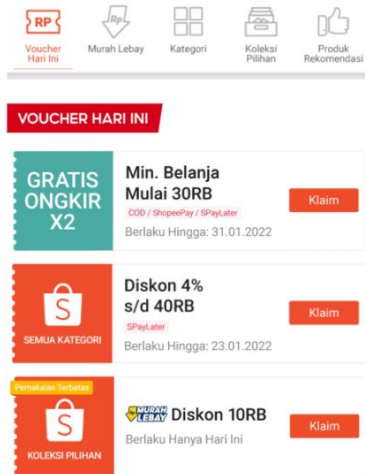 RP
Rp
Voucher
Hari Ini
Murah Lebay
Kategori
Koleksi
Pilihan
Produk
Rekomendasi
VOUCHER HARI INI
GRATIS
ONGKIR
X2
Min. Belanja
Mulai 30RB
COD / ShopeePay / SPayLater
Berlaku Hingga: 31.01.2022
Klaim
S
SEMUA KATEGORI
Diskon 4%
s/d 40RB
SPayLater
Berlaku Hingga: 23.01.2022
Klaim
Pemakaian Terbatas
S
KOLEKSI PILIHAN
MURAH LEBAY Diskon 10RB
Berlaku Hanya Hari Ini
Klaim